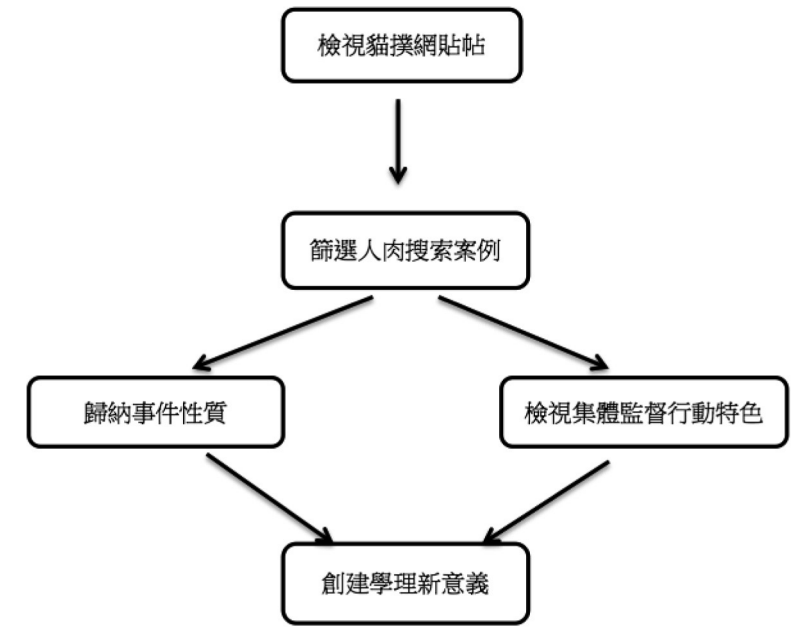 檢視貓撲網貼帖
篩選人肉搜索案例
歸納事件性質
檢視集體監督行動特色
創建學理新意義